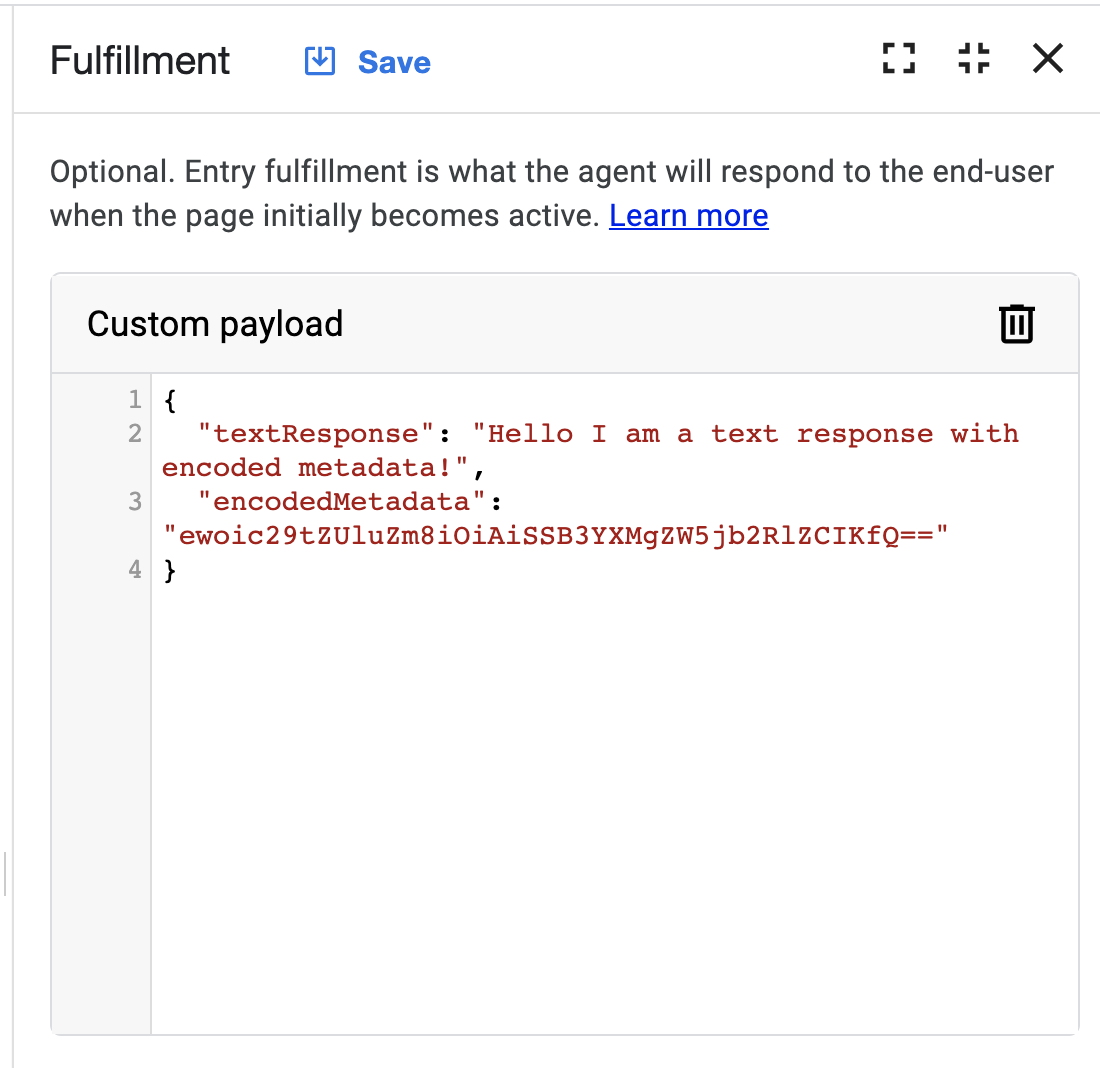 Fulfillment Save
Optional. Entry fulfillment is what the agent will respond to the end-user
when the page initially becomes active. Learn more
Custom payload
1 {
2 "textResponse": "Hello I am a text response with
encoded metadata!",
3 "encodedMetadata":
"ewoic29tZUluZm8iOiAiSSB3YXMgZW5jb2RlZCIKfQ=="
4 }